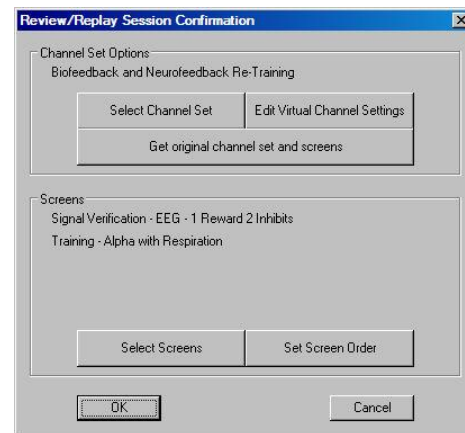 Review/Replay Session Confirmation
Channel Set Options
Biofeedback and Neurofeedback Re-Training
Select Channel Set
Edit Virtual Channel Settings
Get original channel set and screens
Screens
Signal Verification - EEG - 1 Reward 2 Inhibits
Training - Alpha with Respiration
Select Screens
Set Screen Order
OK
Cancel